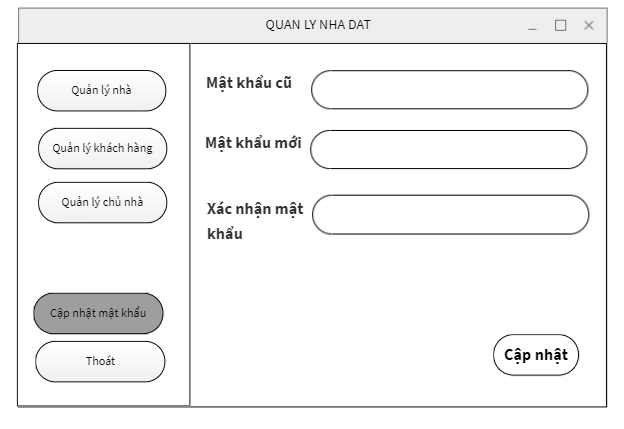 QUAN LY NHA DAT
Quản lý nhà
Quản lý khách hàng
Quản lý chủ nhà
Cập nhật mật khẩu
Thoát
Mật khẩu cũ
Mật khẩu mới
Xác nhận mật
khẩu
Cập nhật